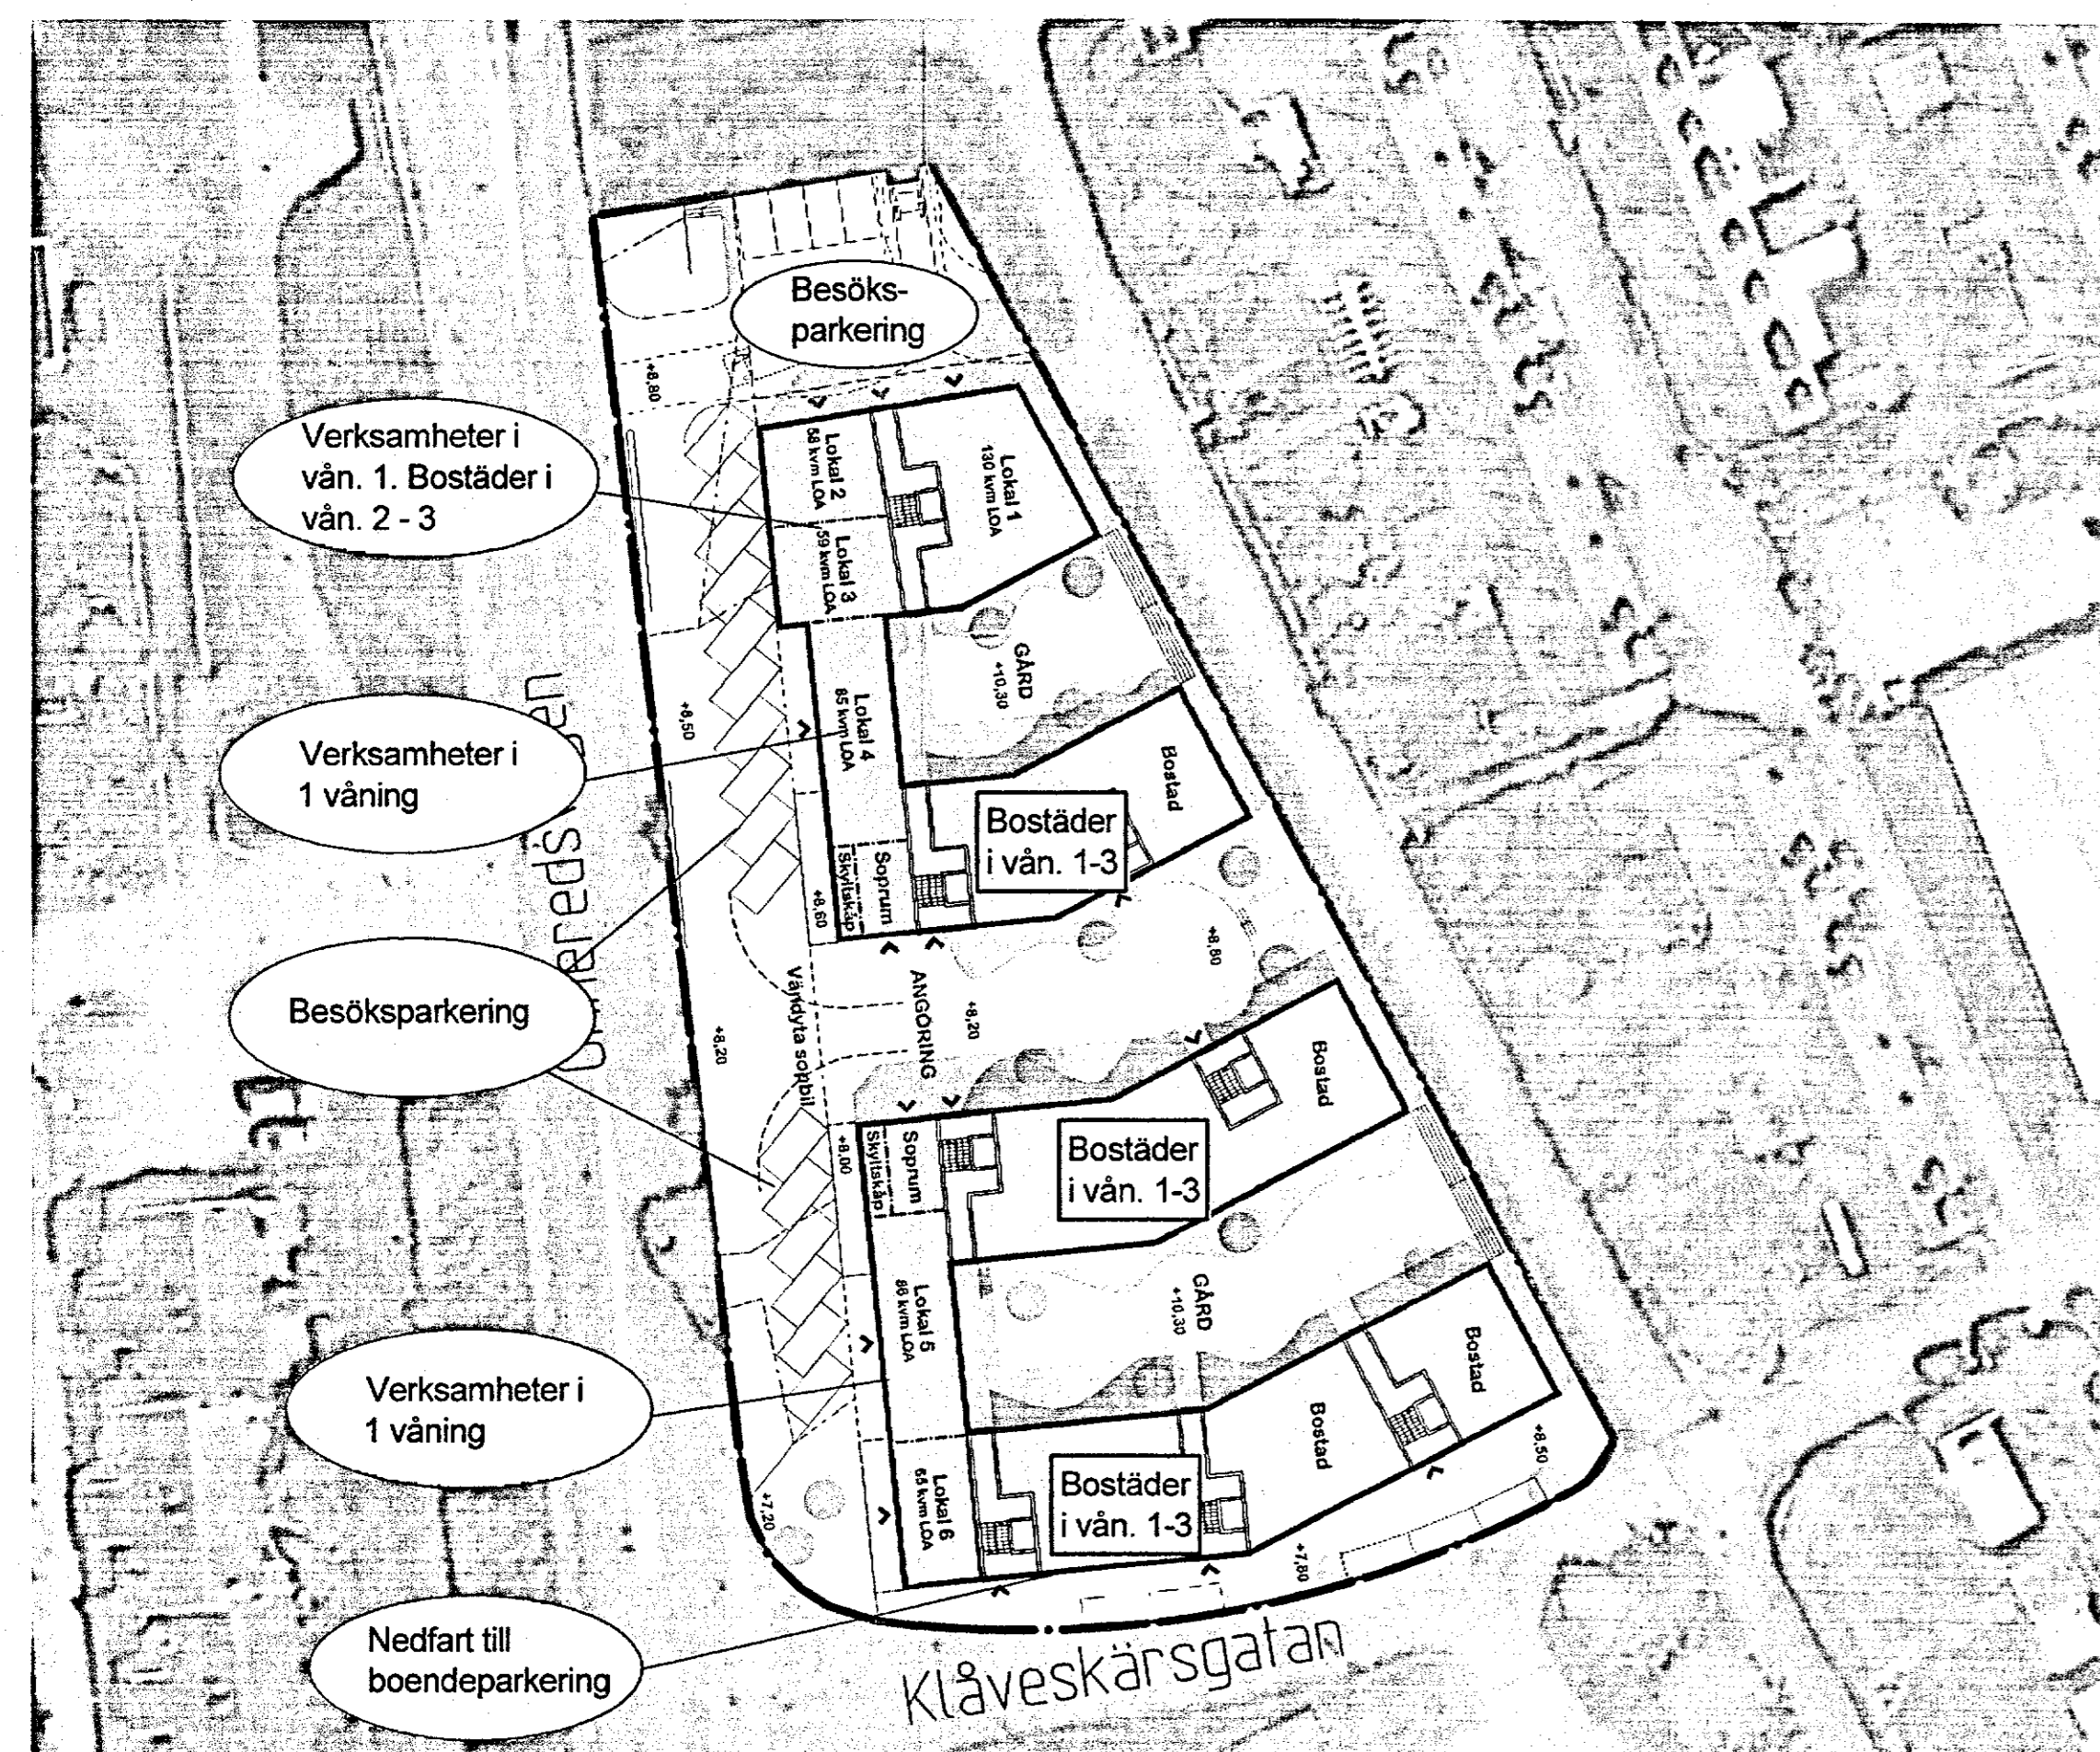 Besöks-
parkering
+8,80
Verksamheter i
vån. 1. Bostäder i
vån. 2 - 3
Lokal 2
58 kvm LOA
Lokal 1
130 kvm LOA
Lokal 3
59 kvm LOA
GÅRD
+10,30
+8,50
Verksamheter i
1 våning
Lokal 4
85 kvm LOA
Bostad
Bostäder
i vån. 1-3
Soprum
Skyltskåp
+8,60
+8,80
Besöksparkering
Vändyta sopbil
ANGÖRING
+8,20
+8,20
Bostad
+8,00
Skyltskåp
Soprum
Bostäder
i vån. 1-3
Lokal 5
86 kvm LOA
GÅRD
+10,30
Verksamheter i
1 våning
Bostad
Bostad
+8,50
Lokal 6
65 kvm LOA
Bostäder
i vån. 1-3
+7,20
+7,80
Nedfart till
boendeparkering
Klåveskärsgatan